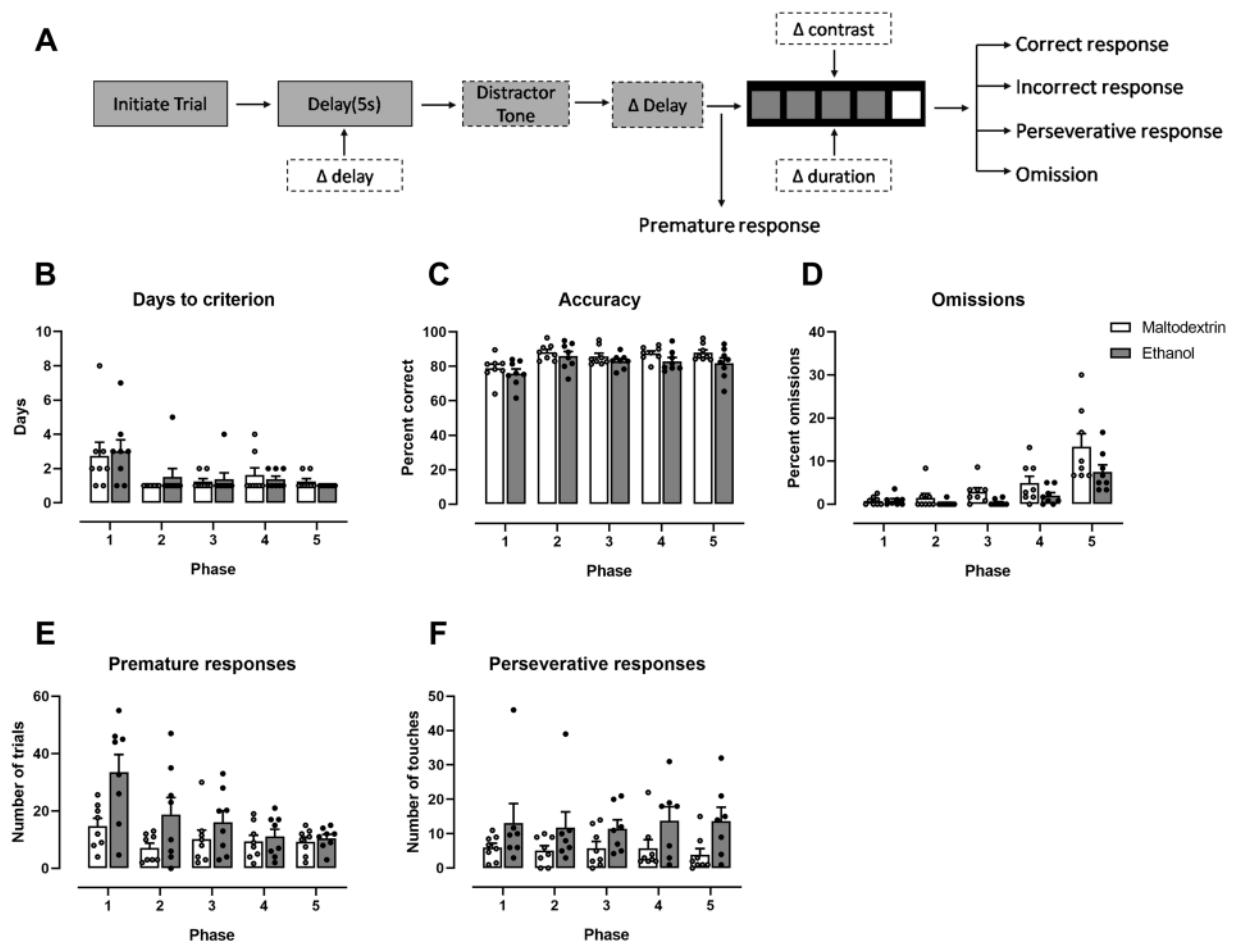 A
Δ contrast
Initiate Trial
Delay(5s)
Distractor
Tone
Δ Delay
Δ delay
Δ duration
Correct response
Incorrect response
Perseverative response
Omission
Premature response
B
Days to criterion
Days
10
8
6
4
2
0
1 2 3 4 5
Phase
C
Accuracy
Percent correct
100
80
60
40
20
0
1 2 3 4 5
Phase
D
Omissions
Percent omissions
40
30
20
10
0
1 2 3 4 5
Phase
Maltodextrin
Ethanol
E
Premature responses
Number of trials
60
40
20
0
1 2 3 4 5
Phase
F
Perseverative responses
Number of touches
50
40
30
20
10
0
1 2 3 4 5
Phase